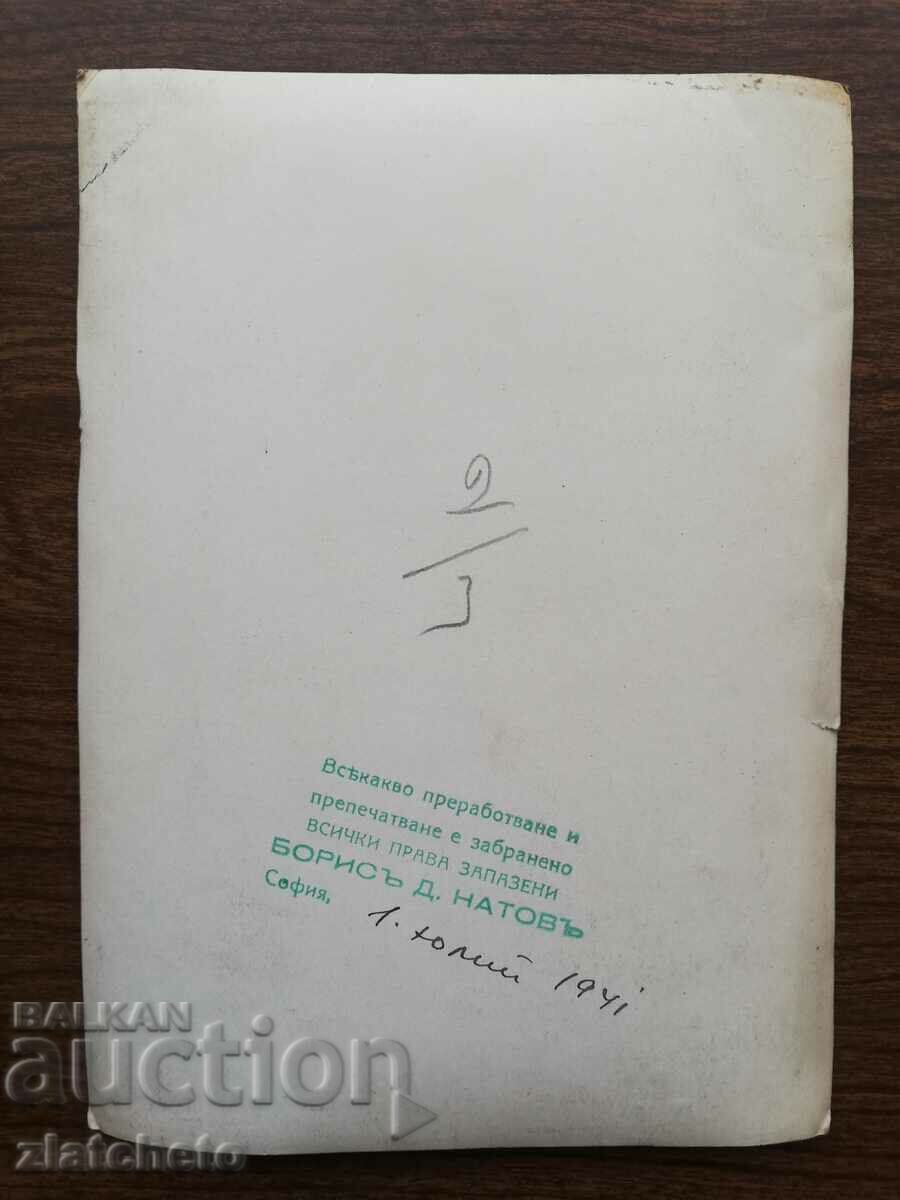 2
3
Всѣкакво преработване и
препечатване е забранено
ВСИЧКИ ПРАВА ЗАПАЗЕНИ
БОРИСЪ Д. НАТОВЪ
София,
1. Юлий 1941
BALKAN
auction
zlatcheto